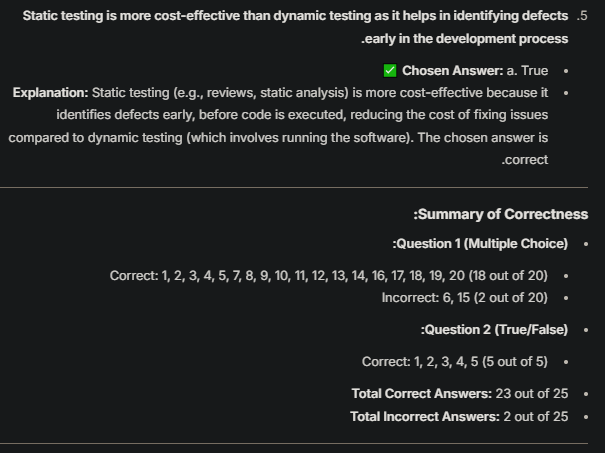 5. Static testing is more cost-effective than dynamic testing as it helps in identifying defects
early in the development process.
✅ Chosen Answer: a. True
Explanation: Static testing (e.g., reviews, static analysis) is more cost-effective because it
identifies defects early, before code is executed, reducing the cost of fixing issues
compared to dynamic testing (which involves running the software). The chosen answer is
correct.
Summary of Correctness:
Question 1 (Multiple Choice):
Correct: 1, 2, 3, 4, 5, 7, 8, 9, 10, 11, 12, 13, 14, 16, 17, 18, 19, 20 (18 out of 20)
Incorrect: 6, 15 (2 out of 20)
Question 2 (True/False):
Correct: 1, 2, 3, 4, 5 (5 out of 5)
Total Correct Answers: 23 out of 25
Total Incorrect Answers: 2 out of 25